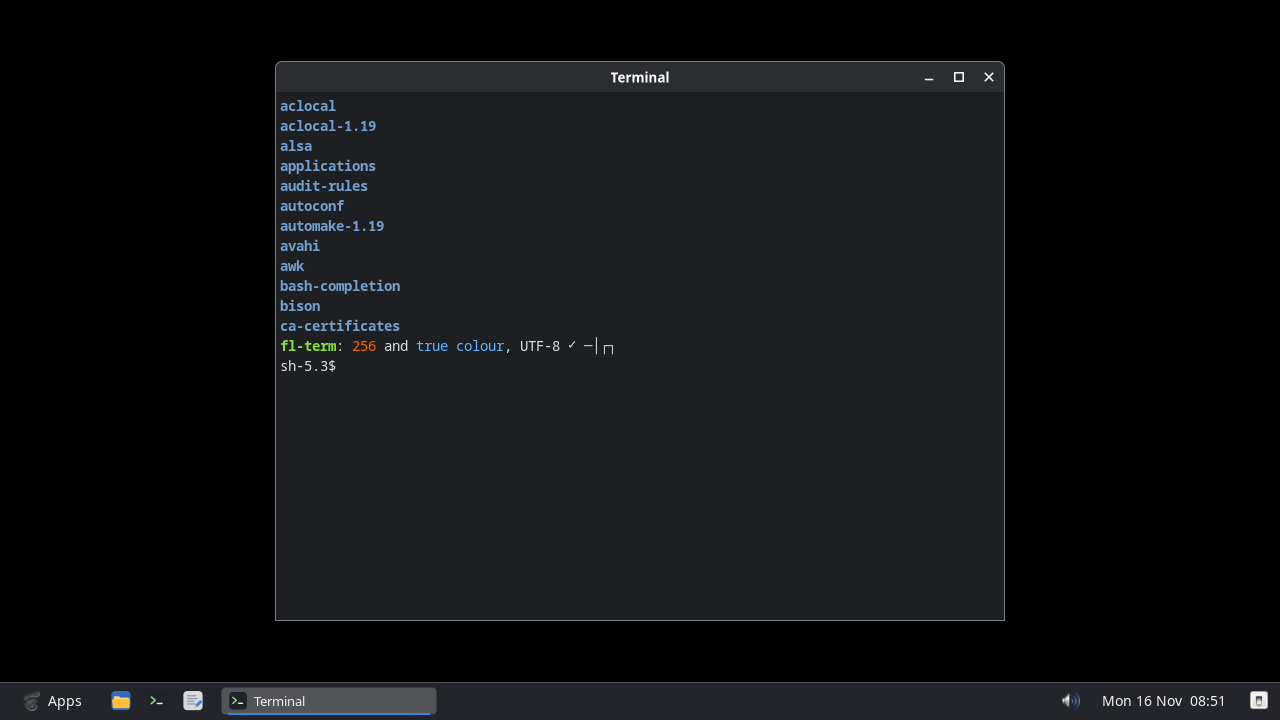 Terminal
aclocal
aclocal-1.19
alsa
applications
audit-rules
autoconf
automake-1.19
avahi
awk
bash-completion
bison
ca-certificates
fl-term: 256 and true colour, UTF-8 ✓ ─│┌┐
sh-5.3$
Apps
Terminal
Mon 16 Nov 08:51